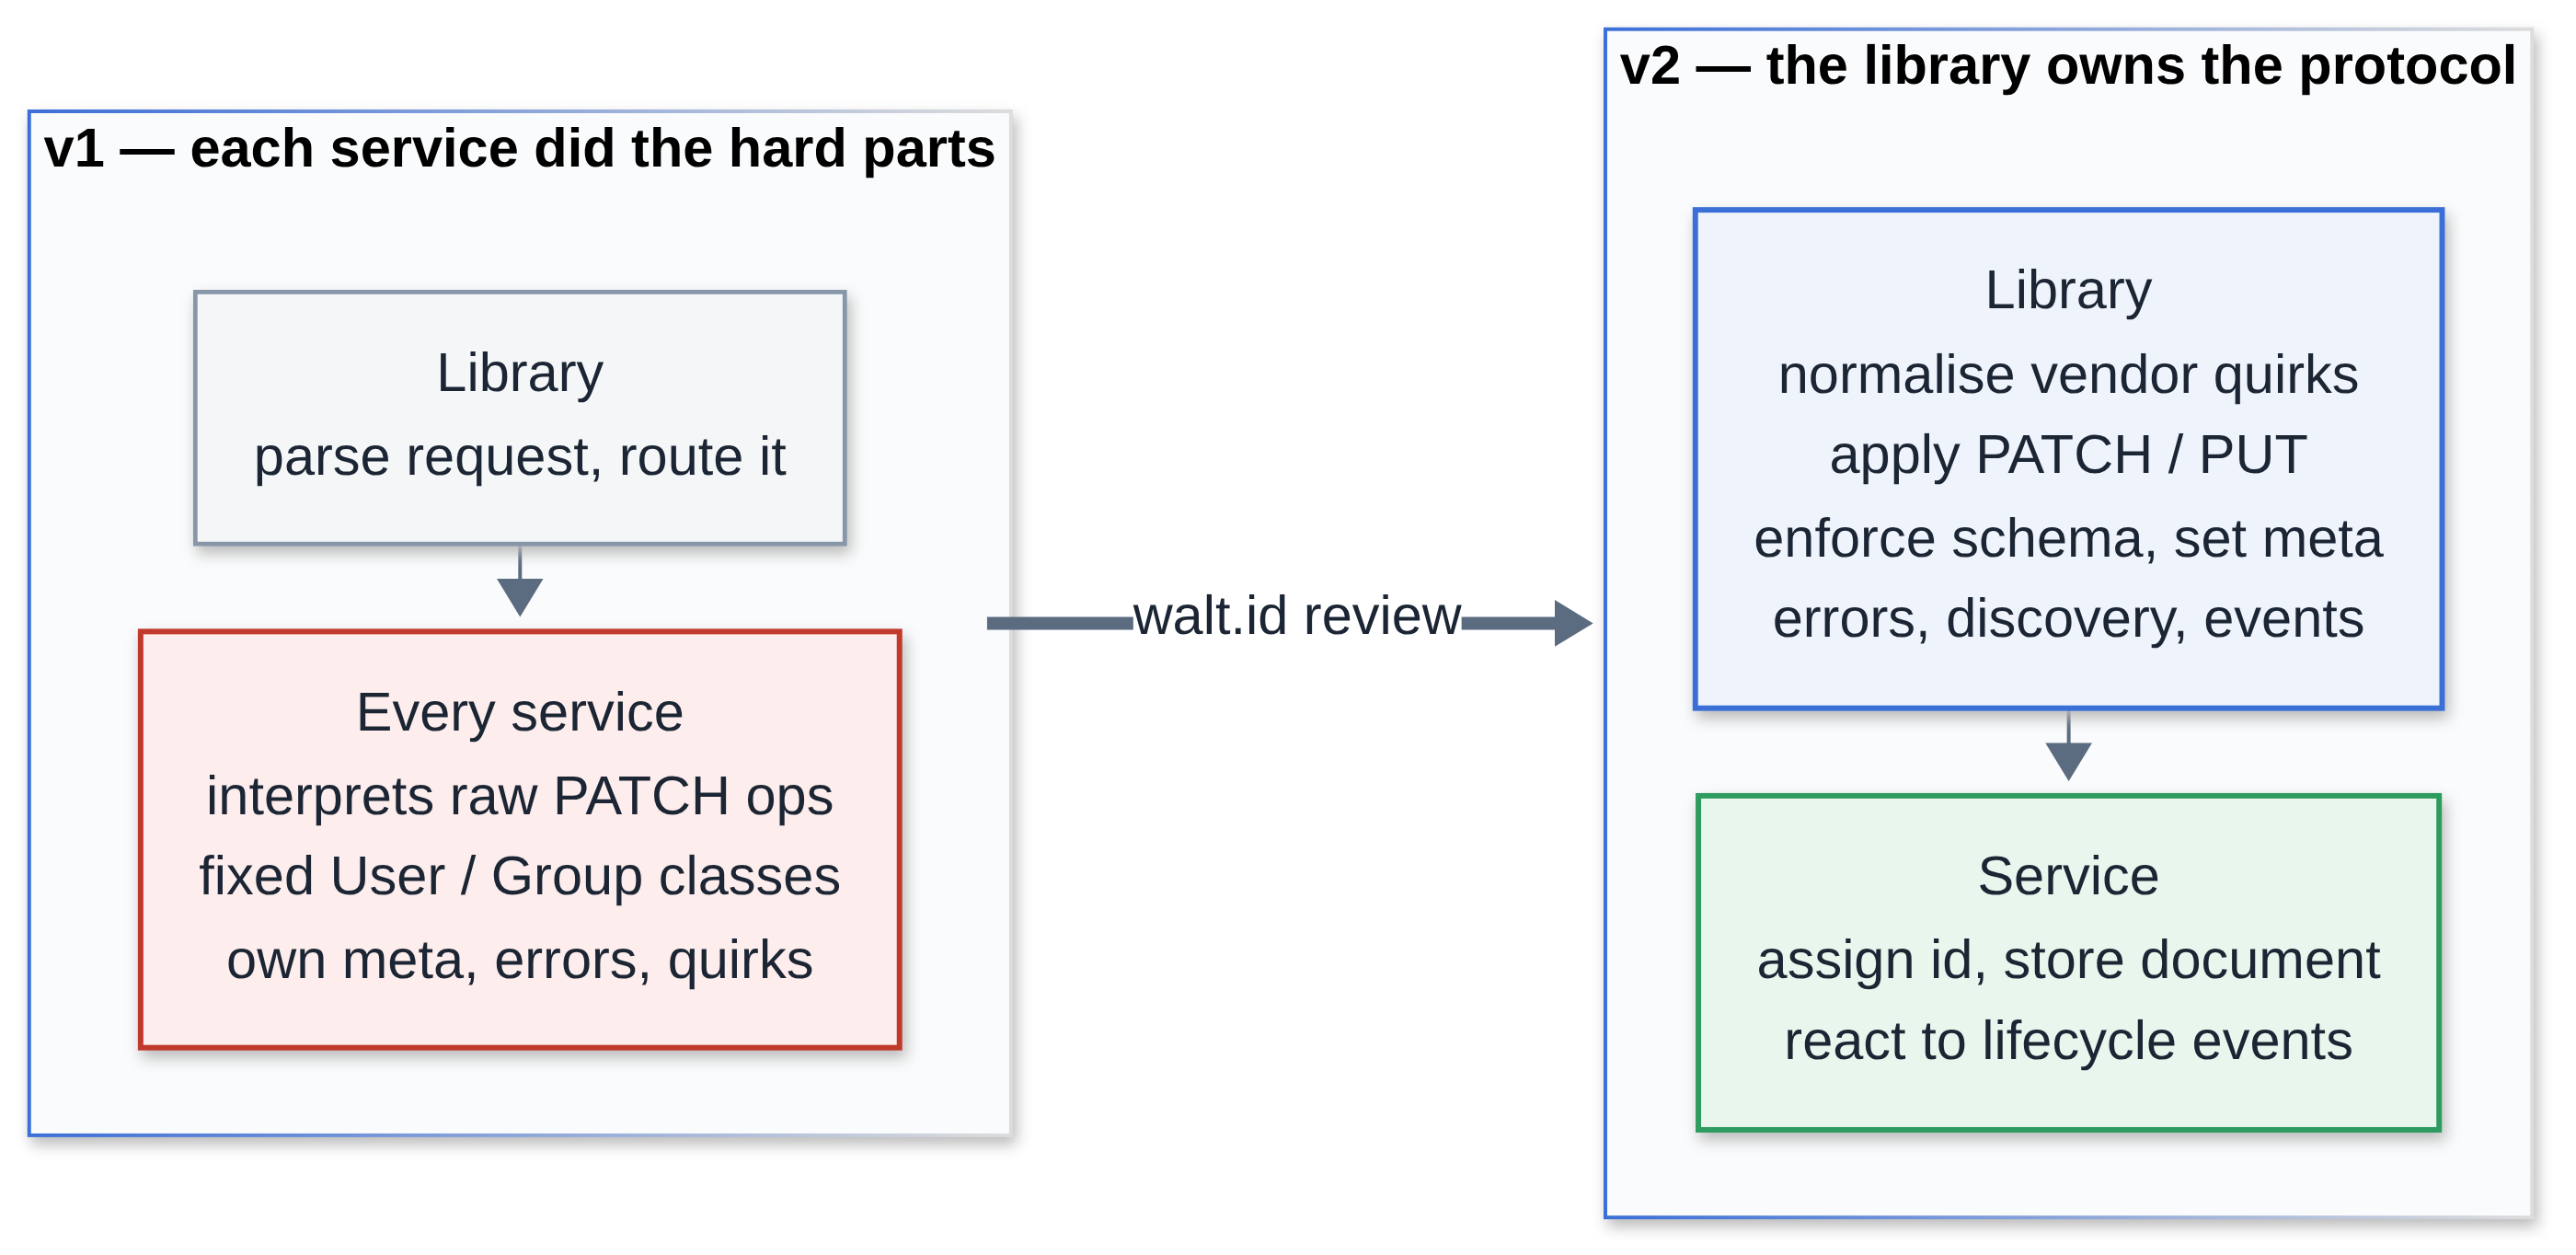 v1 — each service did the hard parts
Library
parse request, route it
Every service
interprets raw PATCH ops
fixed User / Group classes
own meta, errors, quirks
walt.id review
v2 — the library owns the protocol
Library
normalise vendor quirks
apply PATCH / PUT
enforce schema, set meta
errors, discovery, events
Service
assign id, store document
react to lifecycle events